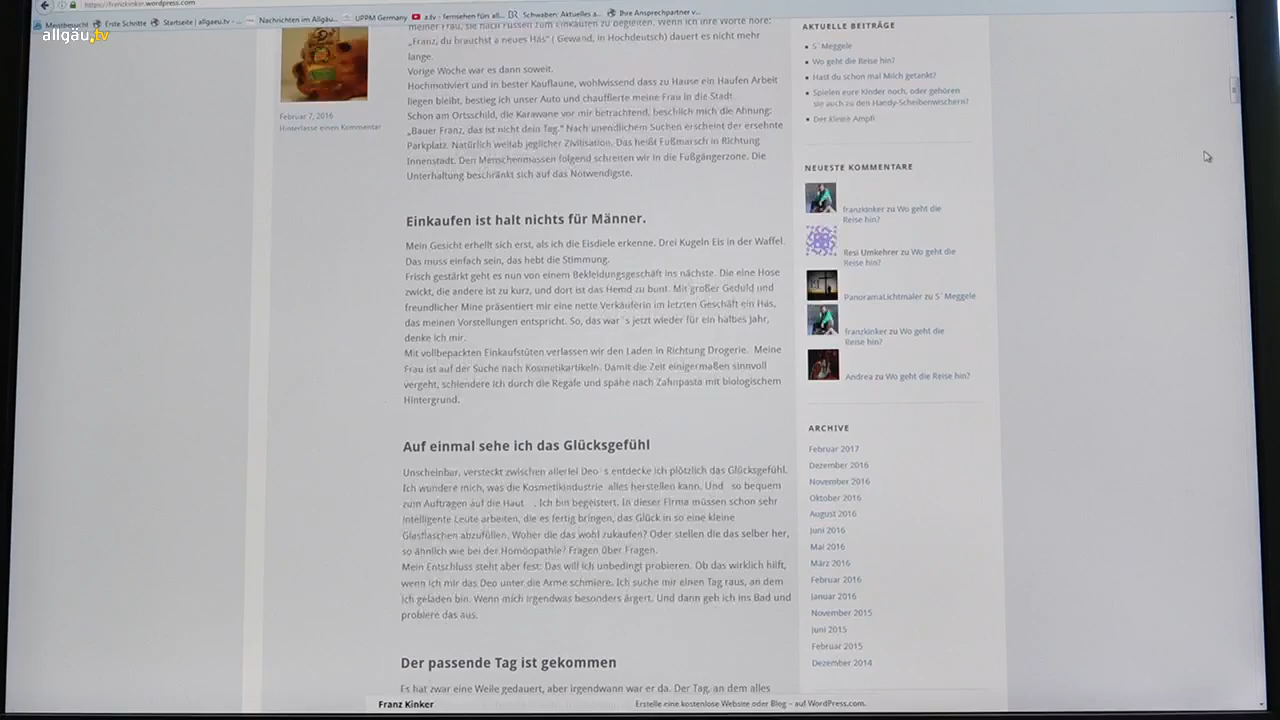 https://franzkinker.wordpress.com
Meistbesucht Erste Schritte Startseite | allgaeu.tv -... Nachrichten im Allgäu... UPPM Germany a.tv - fernsehen fürs all... Schwaben: Aktuelles a... Ihre Ansprechpartner v...
allgäu.tv
meiner Frau, sie nach Füssen zum Einkaufen zu begleiten. Wenn ich ihre Worte höre:
„Franz, du brauchst a neues Häs“ ( Gewand, in Hochdeutsch) dauert es nicht mehr
lange.
Vorige Woche war es dann soweit.
Hochmotiviert und in bester Kauflaune, wohlwissend dass zu Hause ein Haufen Arbeit
liegen bleibt, bestieg ich unser Auto und chauffierte meine Frau in die Stadt.
Schon am Ortsschild, die Karawane vor mir betrachtend, beschlich mich die Ahnung:
„Bauer Franz, das ist nicht dein Tag.“ Nach unendlichem Suchen erscheint der ersehnte
Parkplatz. Natürlich weitab jeglicher Zivilisation. Das heißt Fußmarsch in Richtung
Innenstadt. Den Menschenmassen folgend schreiten wir in die Fußgängerzone. Die
Unterhaltung beschränkt sich auf das Notwendigste.
Februar 7, 2016
Hinterlasse einen Kommentar
Einkaufen ist halt nichts für Männer.
Mein Gesicht erhellt sich erst, als ich die Eisdiele erkenne. Drei Kugeln Eis in der Waffel.
Das muss einfach sein, das hebt die Stimmung.
Frisch gestärkt geht es nun von einem Bekleidungsgeschäft ins nächste. Die eine Hose
zwickt, die andere ist zu kurz, und dort ist das Hemd zu bunt. Mit großer Geduld und
freundlicher Mine präsentiert mir eine nette Verkäuferin im letzten Geschäft ein Häs,
das meinen Vorstellungen entspricht. So, das war´s jetzt wieder für ein halbes Jahr,
denke ich mir.
Mit vollbepackten Einkaufstüten verlassen wir den Laden in Richtung Drogerie. Meine
Frau ist auf der Suche nach Kosmetikartikeln. Damit die Zeit einigermaßen sinnvoll
vergeht, schlendere ich durch die Regale und spähe nach Zahnpasta mit biologischem
Hintergrund.
Auf einmal sehe ich das Glücksgefühl
Unscheinbar, versteckt zwischen allerlei Deo´s entdecke ich plötzlich das Glücksgefühl.
Ich wundere mich, was die Kosmetikindustrie alles herstellen kann. Und so bequem
zum Auftragen auf die Haut . Ich bin begeistert. In dieser Firma müssen schon sehr
intelligente Leute arbeiten, die es fertig bringen, das Glück in so eine kleine
Glasflaschen abzufüllen. Woher die das wohl zukaufen? Oder stellen die das selber her,
so ähnlich wie bei der Homöopathie? Fragen über Fragen.
Mein Entschluss steht aber fest: Das will ich unbedingt probieren. Ob das wirklich hilft,
wenn ich mir das Deo unter die Arme schmiere. Ich suche mir einen Tag raus, an dem
ich geladen bin. Wenn mich irgendwas besonders ärgert. Und dann geh ich ins Bad und
probiere das aus.
Der passende Tag ist gekommen
Es hat zwar eine Weile gedauert, aber irgendwann war er da. Der Tag, an dem alles
AKTUELLE BEITRÄGE
S´Meggele
Wo geht die Reise hin?
Hast du schon mal Milch getankt?
Spielen eure Kinder noch, oder gehören
sie auch zu den Handy-Scheibenwischern?
Der Kleine Ampfi
NEUESTE KOMMENTARE
franzkinker zu Wo geht die
Reise hin?
Resi Umkehrer zu Wo geht die
Reise hin?
PanoramaLichtmaler zu S´Meggele
franzkinker zu Wo geht die
Reise hin?
Andrea zu Wo geht die Reise hin?
ARCHIVE
Februar 2017
Dezember 2016
November 2016
Oktober 2016
August 2016
Juni 2016
Mai 2016
März 2016
Februar 2016
Januar 2016
November 2015
Juni 2015
Februar 2015
Dezember 2014
Franz Kinker
Erstelle eine kostenlose Website oder Blog – auf WordPress.com.